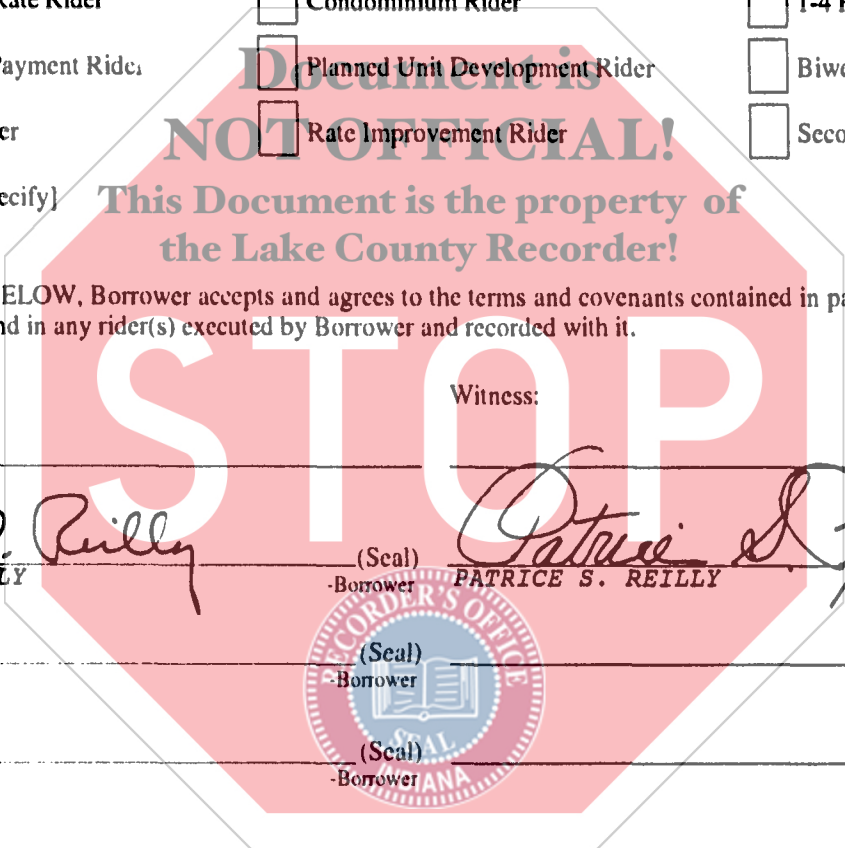 Rate Rider Condominium Rider 1-4
Document is
Payment Rider Planned Unit Development Rider Biwe
NOT OFFICIAL!
er Rate Improvement Rider Seco
ecify]
This Document is the property of
the Lake County Recorder!
ELOW, Borrower accepts and agrees to the terms and covenants contained in pa
nd in any rider(s) executed by Borrower and recorded with it.
STOP
Witness:
Reilly (Seal) Patrice S.
LY -Borrower PATRICE S. REILLY
RECORDER'S OFFICE
(Seal)
-Borrower
SEAL
(Seal)
-Borrower
INDIANA